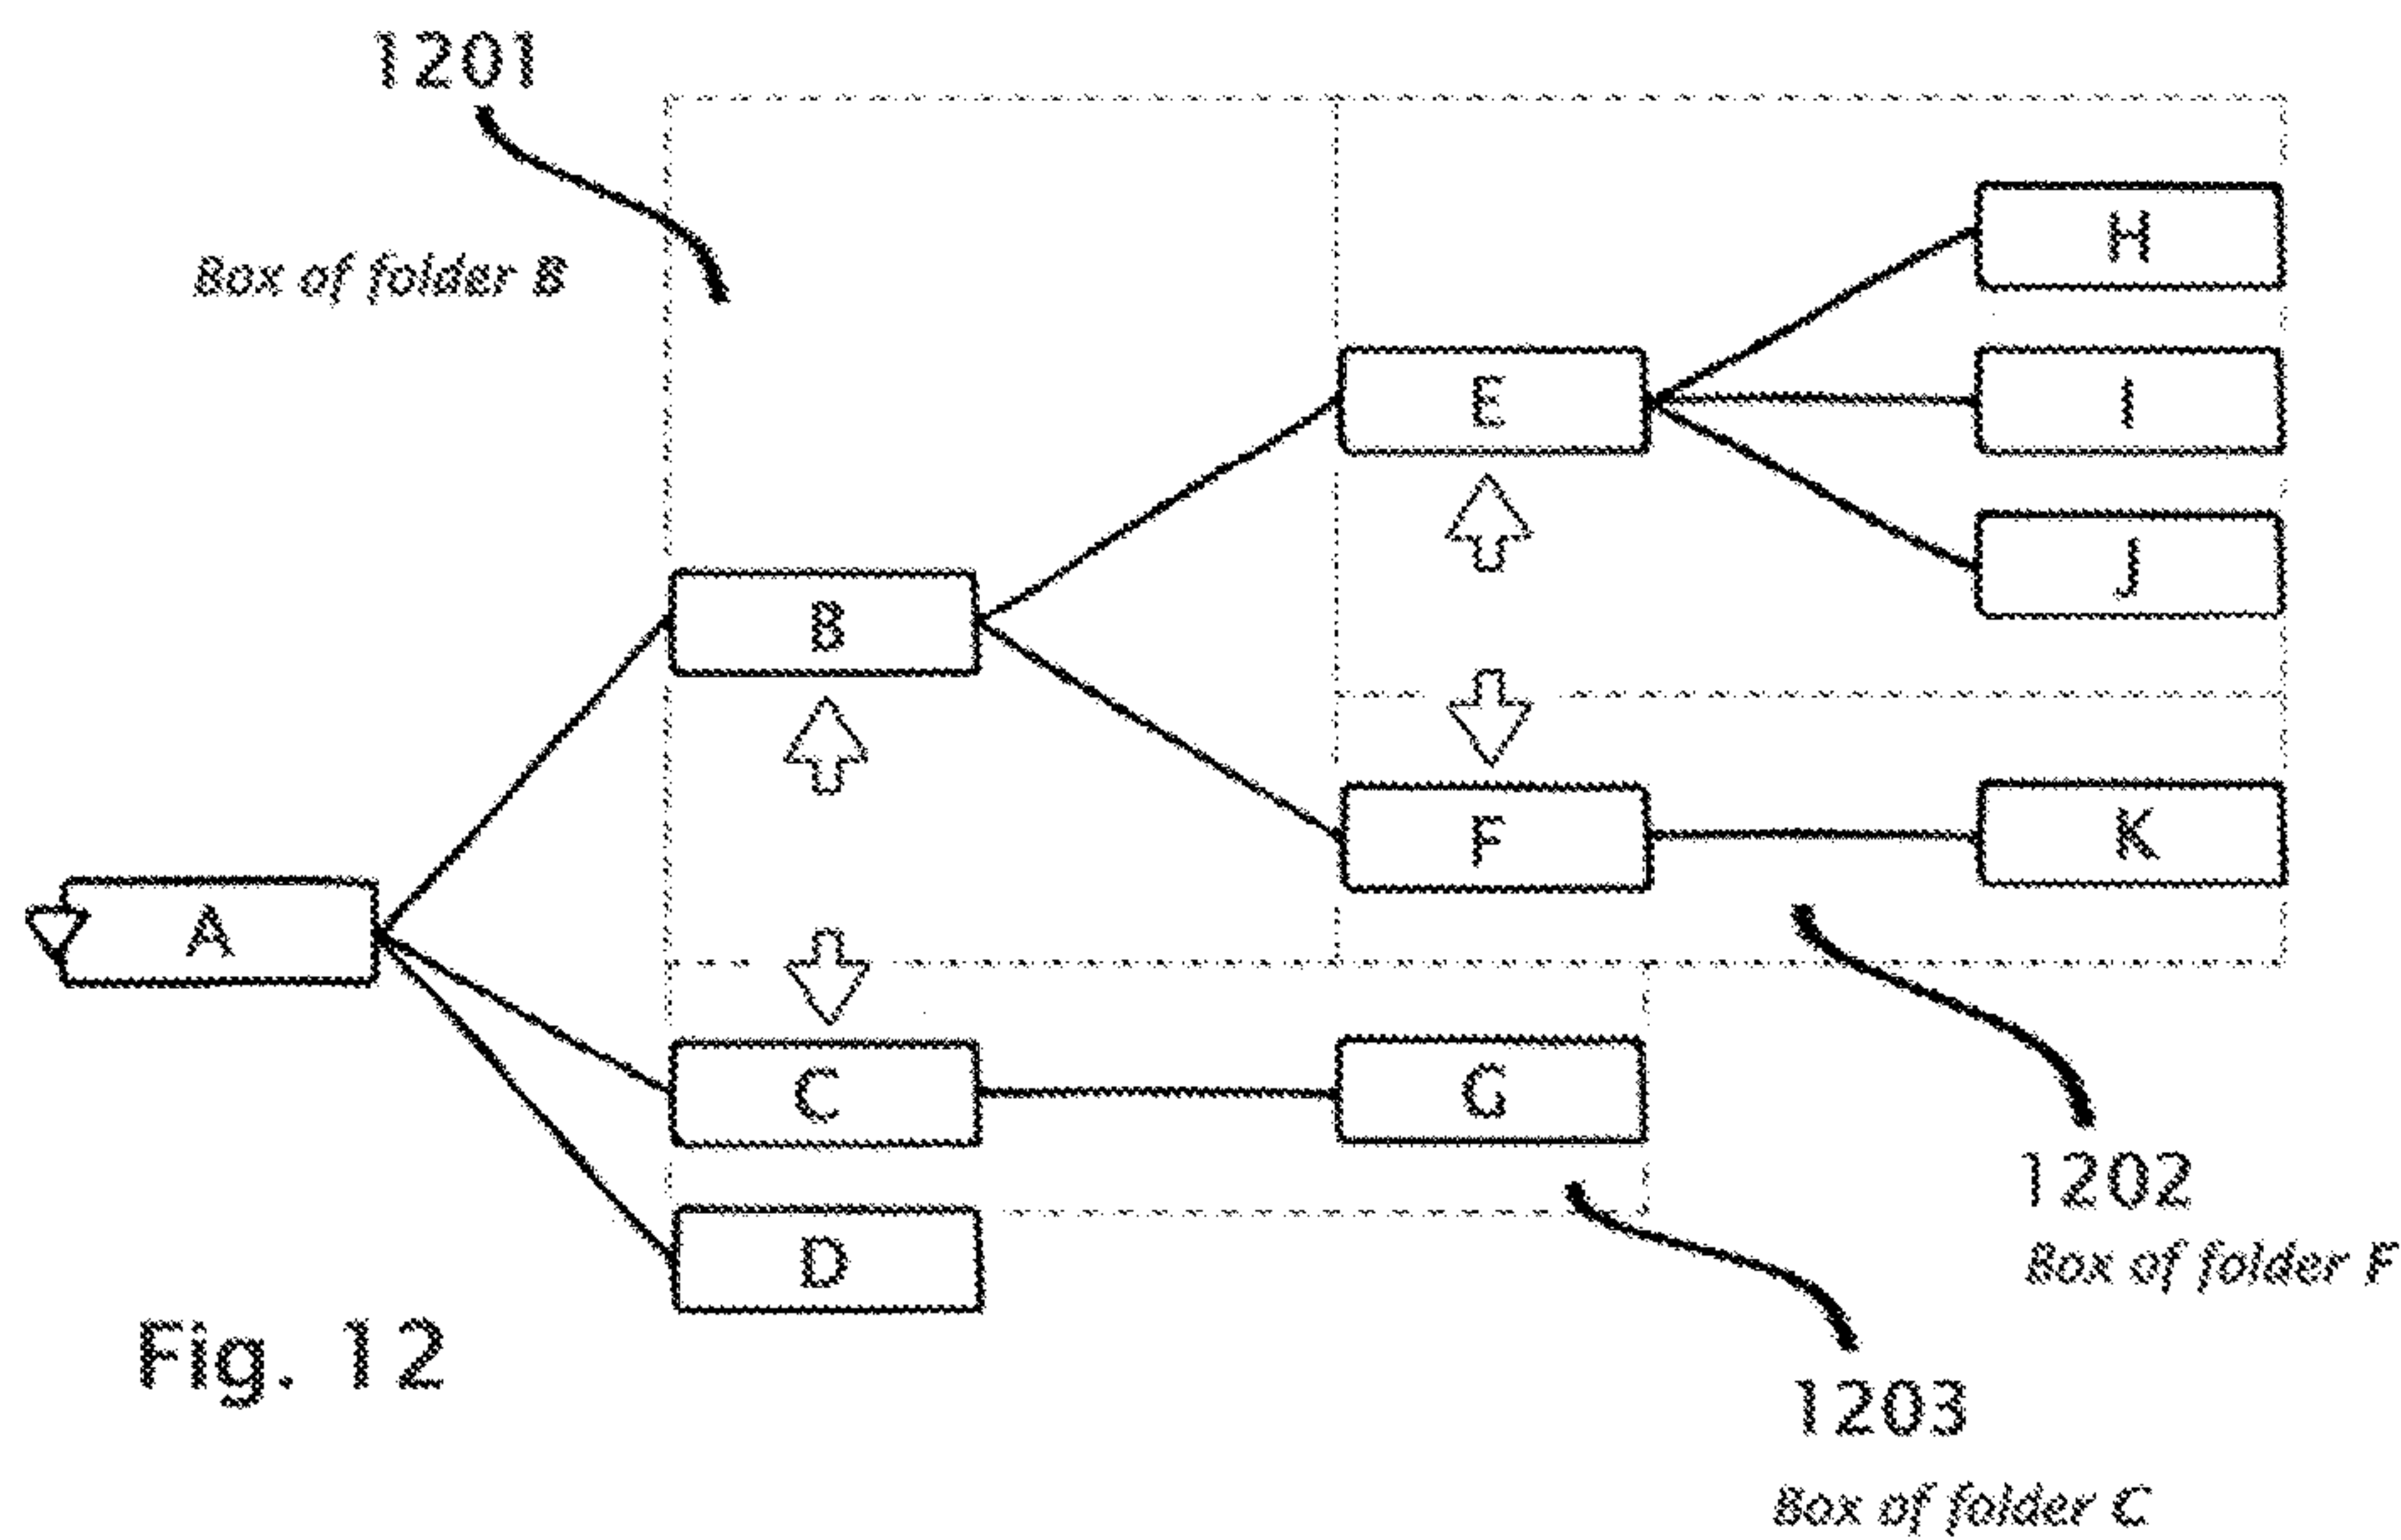 1201
Box of folder B
H
E
I
J
B
F
K
A
C
G
1202
D
Box of folder F
Fig. 12
1203
Box of folder C